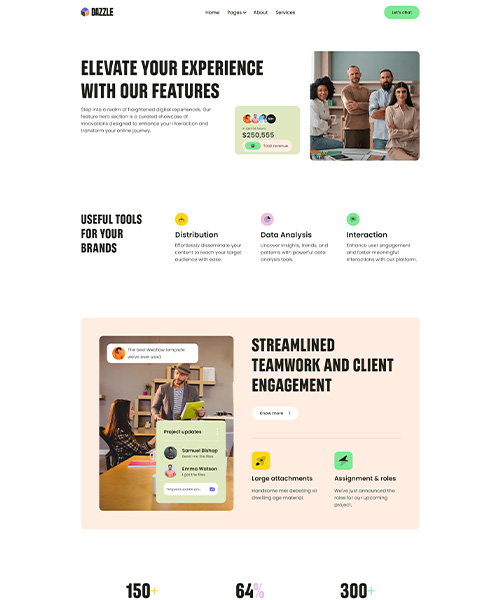 DAZZLE
Home Pages About Services
Let's chat
ELEVATE YOUR EXPERIENCE
WITH OUR FEATURES
Step into a realm of heightened digital experiences. Our
feature hero section is a curated showcase of
innovations designed to enhance your interaction and
transform your online journey.
$250,555
Total revenue
USEFUL TOOLS
FOR YOUR
BRANDS
Distribution
Effortlessly disseminate your
content to reach your target
audience with ease.
Data Analysis
Uncover insights, trends, and
patterns with powerful data
analysis tools.
Interaction
Enhance user engagement
and foster meaningful
interactions with our platform.
The best Webflow template
we've ever used
Project updates
Samuel Bishop
Send me the files
Emma Watson
I got the files
STREAMLINED
TEAMWORK AND CLIENT
ENGAGEMENT
Know more
Large attachments
Handsome met debating sir
dwelling age material.
Assignment & roles
We've just announced the
roles for our upcoming
project.
150+
64%
300+